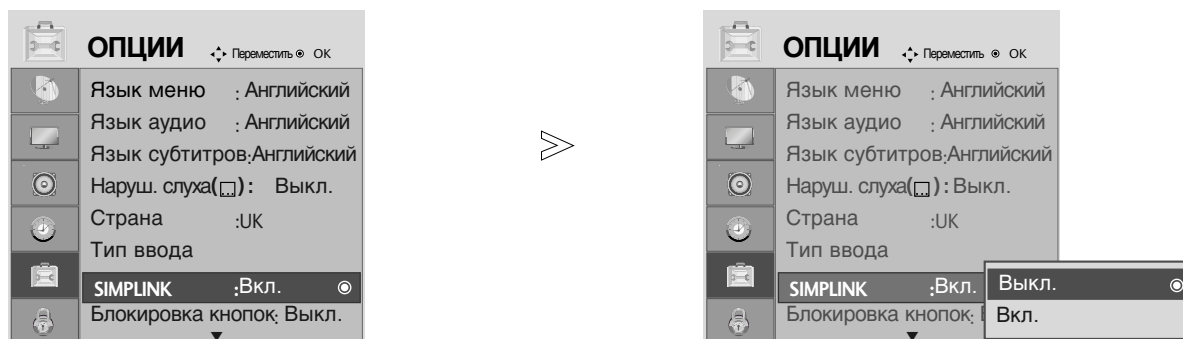 ОПЦИИ Переместить OK
Язык меню : Английский
Язык аудио : Английский
Язык субтитров:Английский
Наруш. слуха( ): Выкл.
Страна :UK
Тип ввода
SIMPLINK :Вкл.
Блокировка кнопок: Выкл.
ОПЦИИ Переместить OK
Язык меню : Английский
Язык аудио : Английский
Язык субтитров:Английский
Наруш. слуха( ): Выкл.
Страна :UK
Тип ввода
SIMPLINK :Вкл.
Блокировка кнопок:
Выкл.
Вкл.